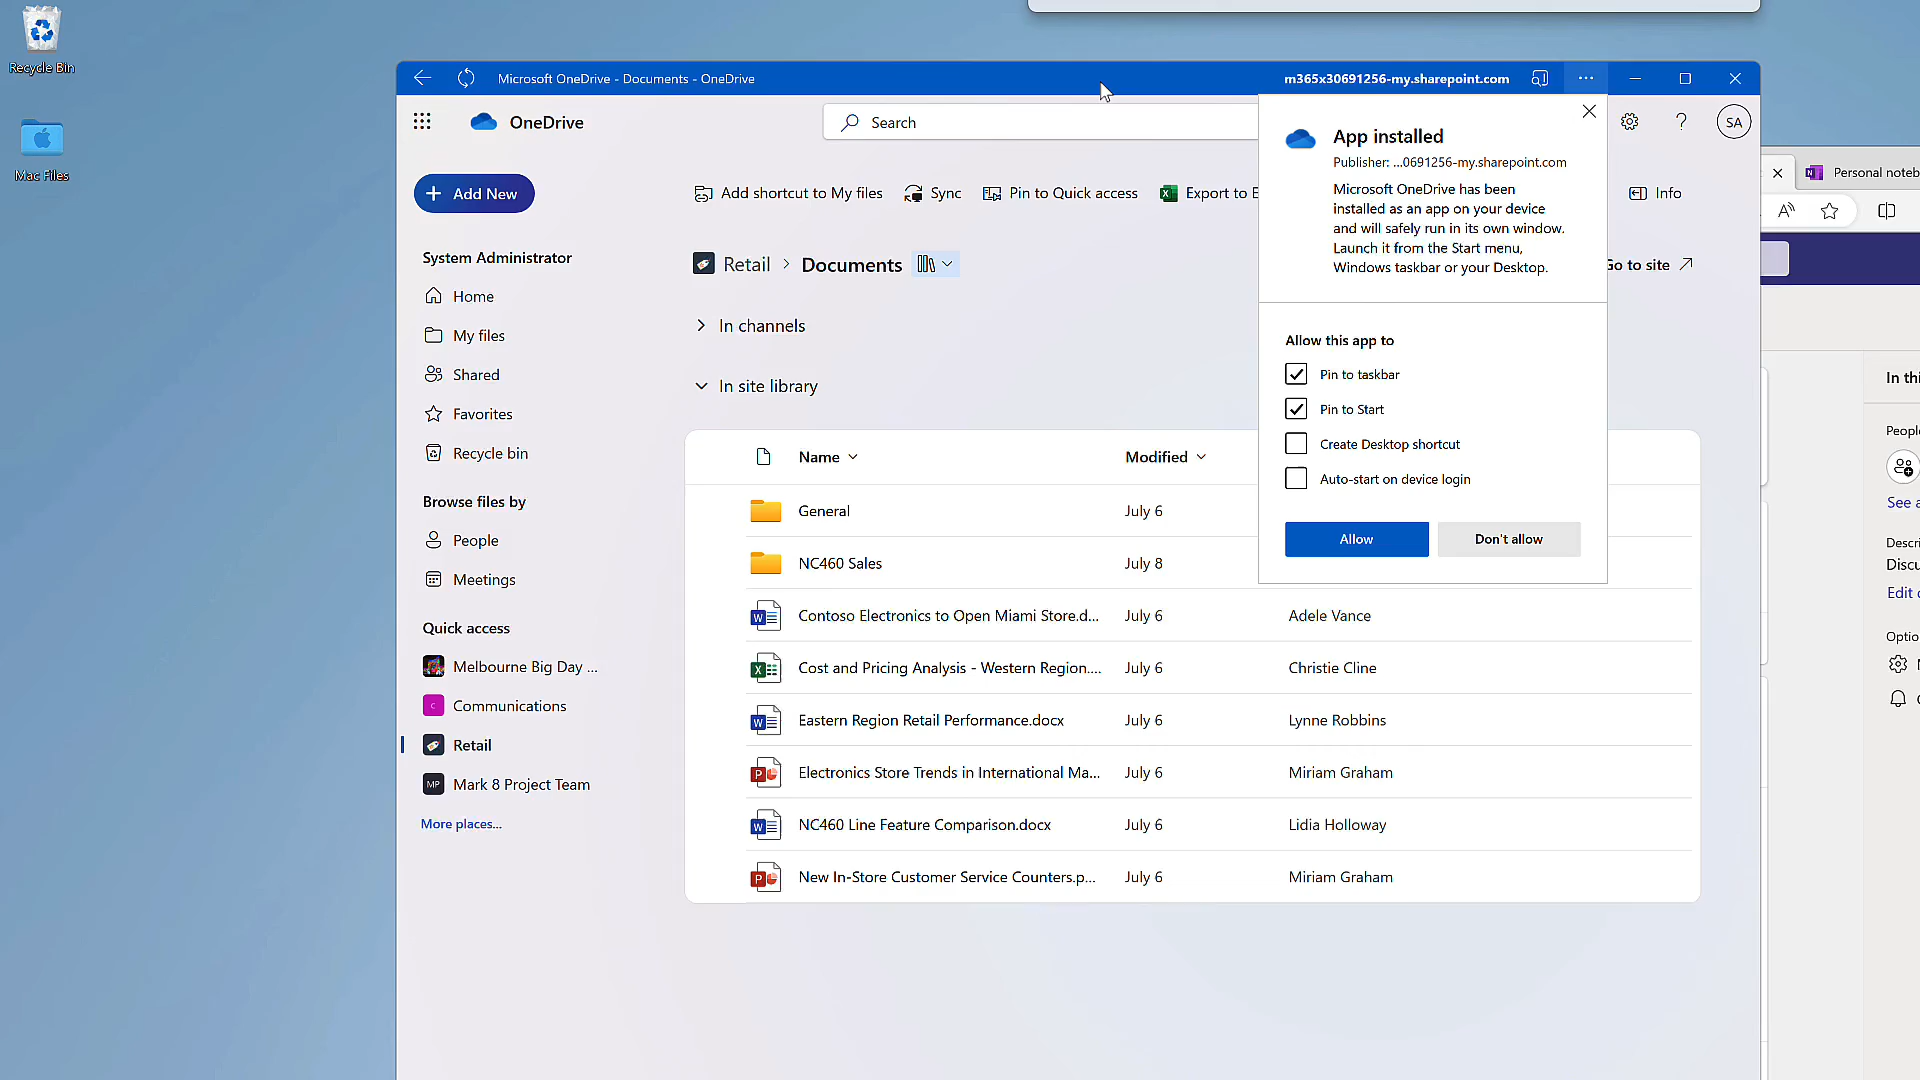 Recycle Bin
Mac Files
Microsoft OneDrive - Documents - OneDrive
m365x30691256-my.sharepoint.com
OneDrive
Search
SA
Add New
Add shortcut to My files
Sync
Pin to Quick access
Export to E
Info
System Administrator
Home
My files
Shared
Favorites
Recycle bin
Browse files by
People
Meetings
Quick access
Melbourne Big Day ...
C
Communications
Retail
MP
Mark 8 Project Team
More places...
Retail > Documents
Go to site
In channels
In site library
Name
Modified
General
July 6
NC460 Sales
July 8
Contoso Electronics to Open Miami Store.d...
July 6
Adele Vance
Cost and Pricing Analysis - Western Region....
July 6
Christie Cline
Eastern Region Retail Performance.docx
July 6
Lynne Robbins
Electronics Store Trends in International Ma...
July 6
Miriam Graham
NC460 Line Feature Comparison.docx
July 6
Lidia Holloway
New In-Store Customer Service Counters.p...
July 6
Miriam Graham
App installed
Publisher: ...0691256-my.sharepoint.com
Microsoft OneDrive has been
installed as an app on your device
and will safely run in its own window.
Launch it from the Start menu,
Windows taskbar or your Desktop.
Allow this app to
Pin to taskbar
Pin to Start
Create Desktop shortcut
Auto-start on device login
Allow
Don't allow
Personal noteb
In thi
People
See a
Descri
Discu
Edit
Optio